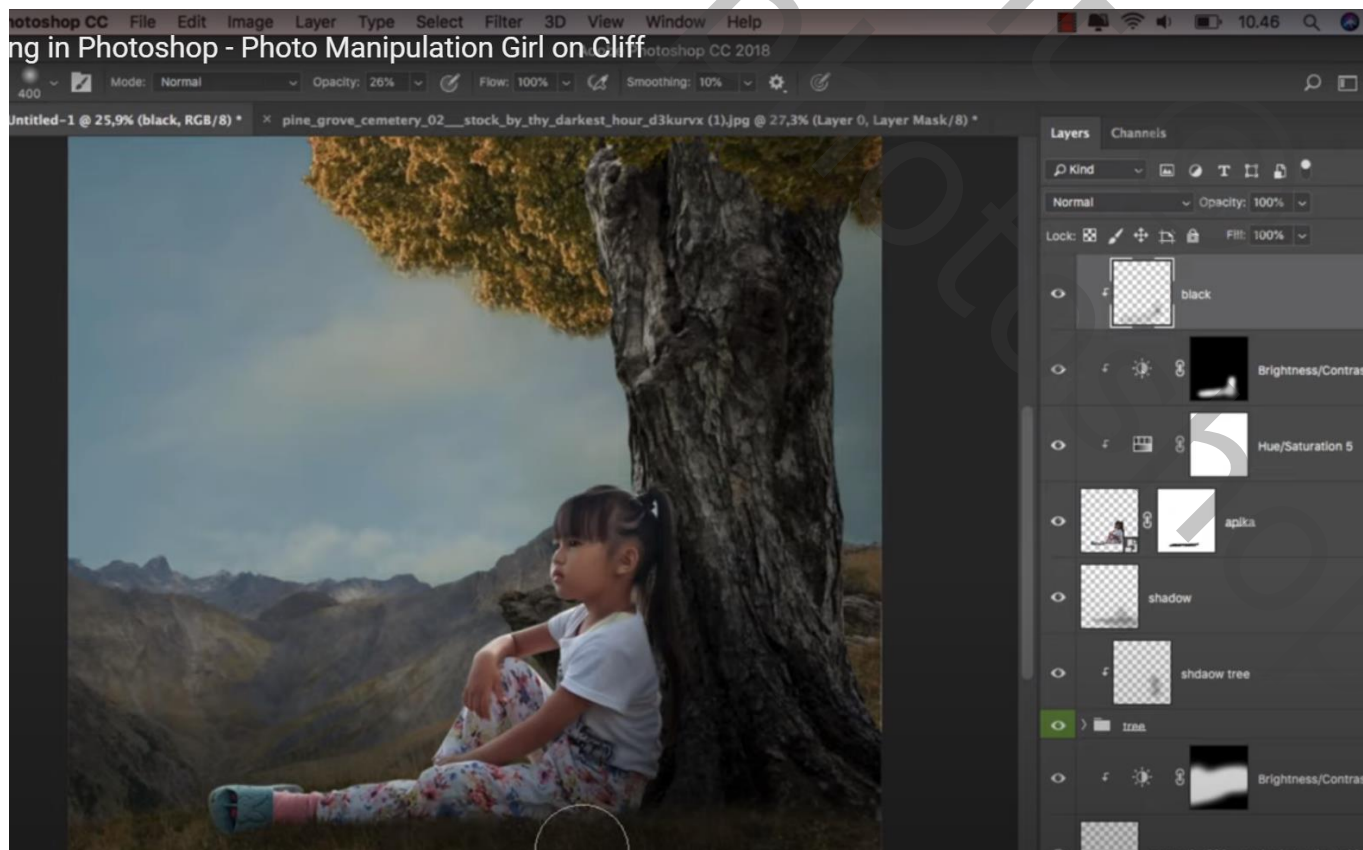 otoshop CC File Edit Image Layer Type Select Filter 3D View Window Help 10.46
ng in Photoshop - Photo Manipulation Girl on Cliff
otoshop CC 2018
400 Mode: Normal Opacity: 26% Flow: 100% Smoothing: 10%
Untitled-1 @ 25,9% (black, RGB/8) * × pine_grove_cemetery_02__stock_by_thy_darkest_hour_d3kurvx (1).jpg @ 27,3% (Layer 0, Layer Mask/8) *
Layers Channels
Kind
Normal Opacity: 100%
Lock: Fill: 100%
black
Brightness/Contras
Hue/Saturation 5
apika
shadow
shdaow tree
tree
Brightness/Contras